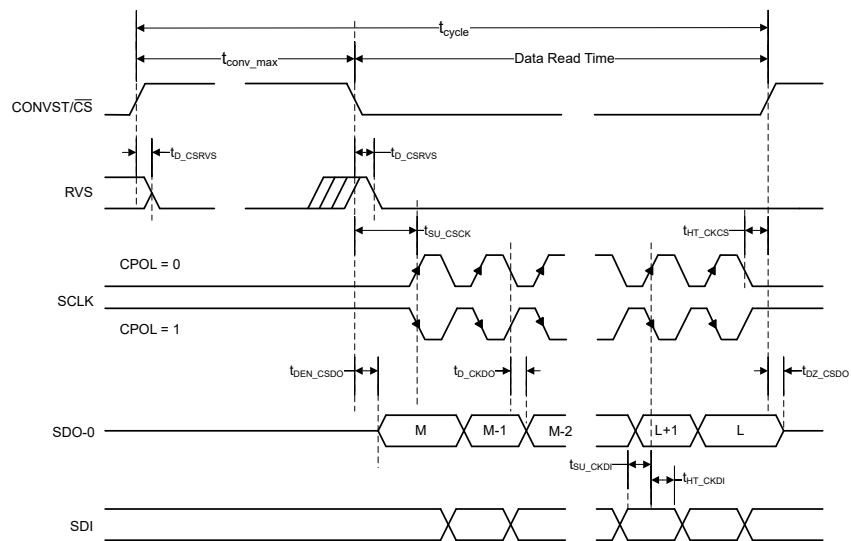 tcycle
tconv_max
Data Read Time
CONVST/CS
tD_CSRVS
tD_CSRVS
RVS
tSU_CSCK
tHT_CKCS
CPOL = 0
SCLK
CPOL = 1
tDEN_CSDO
tD_CKDO
tDZ_CSDO
SDO-0
M
M-1
M-2
L+1
L
tSU_CKDI
tHT_CKDI
SDI